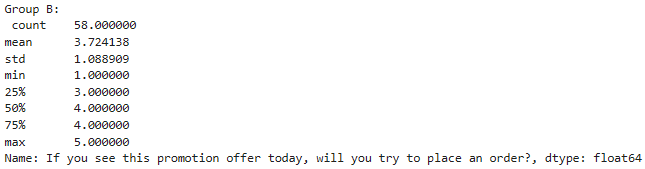 Group B:
count    58.000000
mean      3.724138
std       1.088909
min       1.000000
25%       3.000000
50%       4.000000
75%       4.000000
max       5.000000
Name: If you see this promotion offer today, will you try to place an order?, dtype: float64